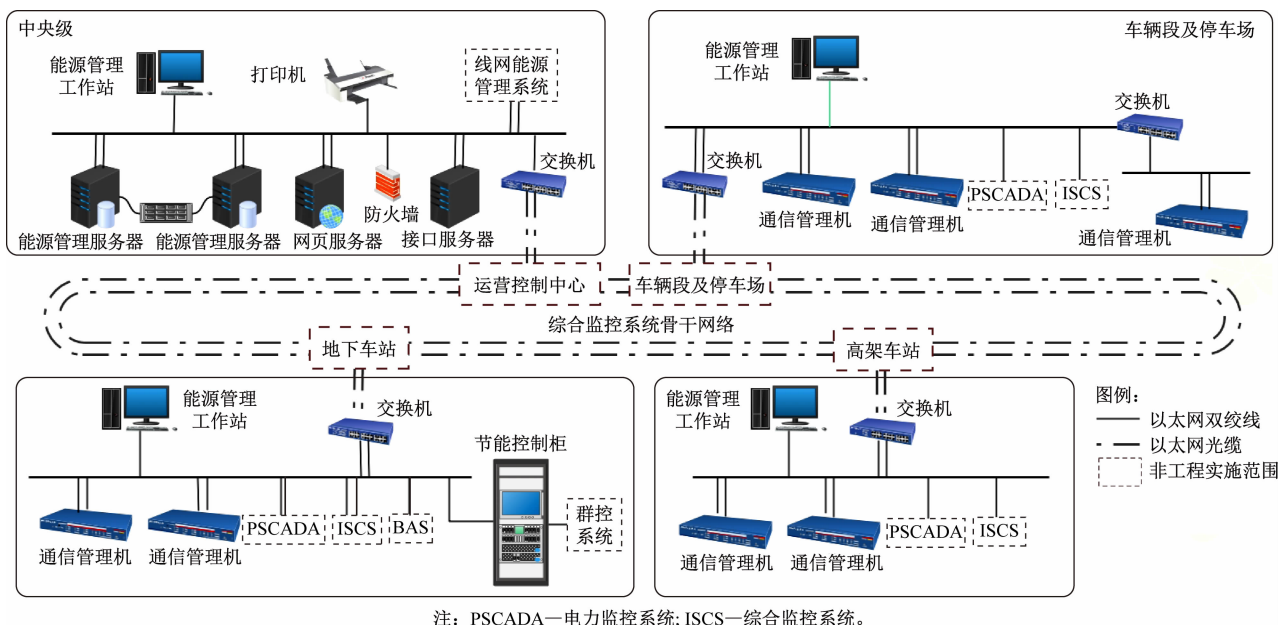 中央级
能源管理
工作站
打印机
线网能源
管理系统
交换机
能源管理服务器
能源管理服务器
网页服务器
防火墙
接口服务器
车辆段及停车场
能源管理
工作站
交换机
交换机
通信管理机
通信管理机
PSCADA
ISCS
通信管理机
运营控制中心
车辆段及停车场
综合监控系统骨干网络
地下车站
高架车站
能源管理
工作站
交换机
节能控制柜
通信管理机
通信管理机
PSCADA
ISCS
BAS
群控
系统
能源管理
工作站
交换机
通信管理机
通信管理机
PSCADA
ISCS
图例：
以太网双绞线
以太网光缆
非工程实施范围
注：PSCADA—电力监控系统; ISCS—综合监控系统。